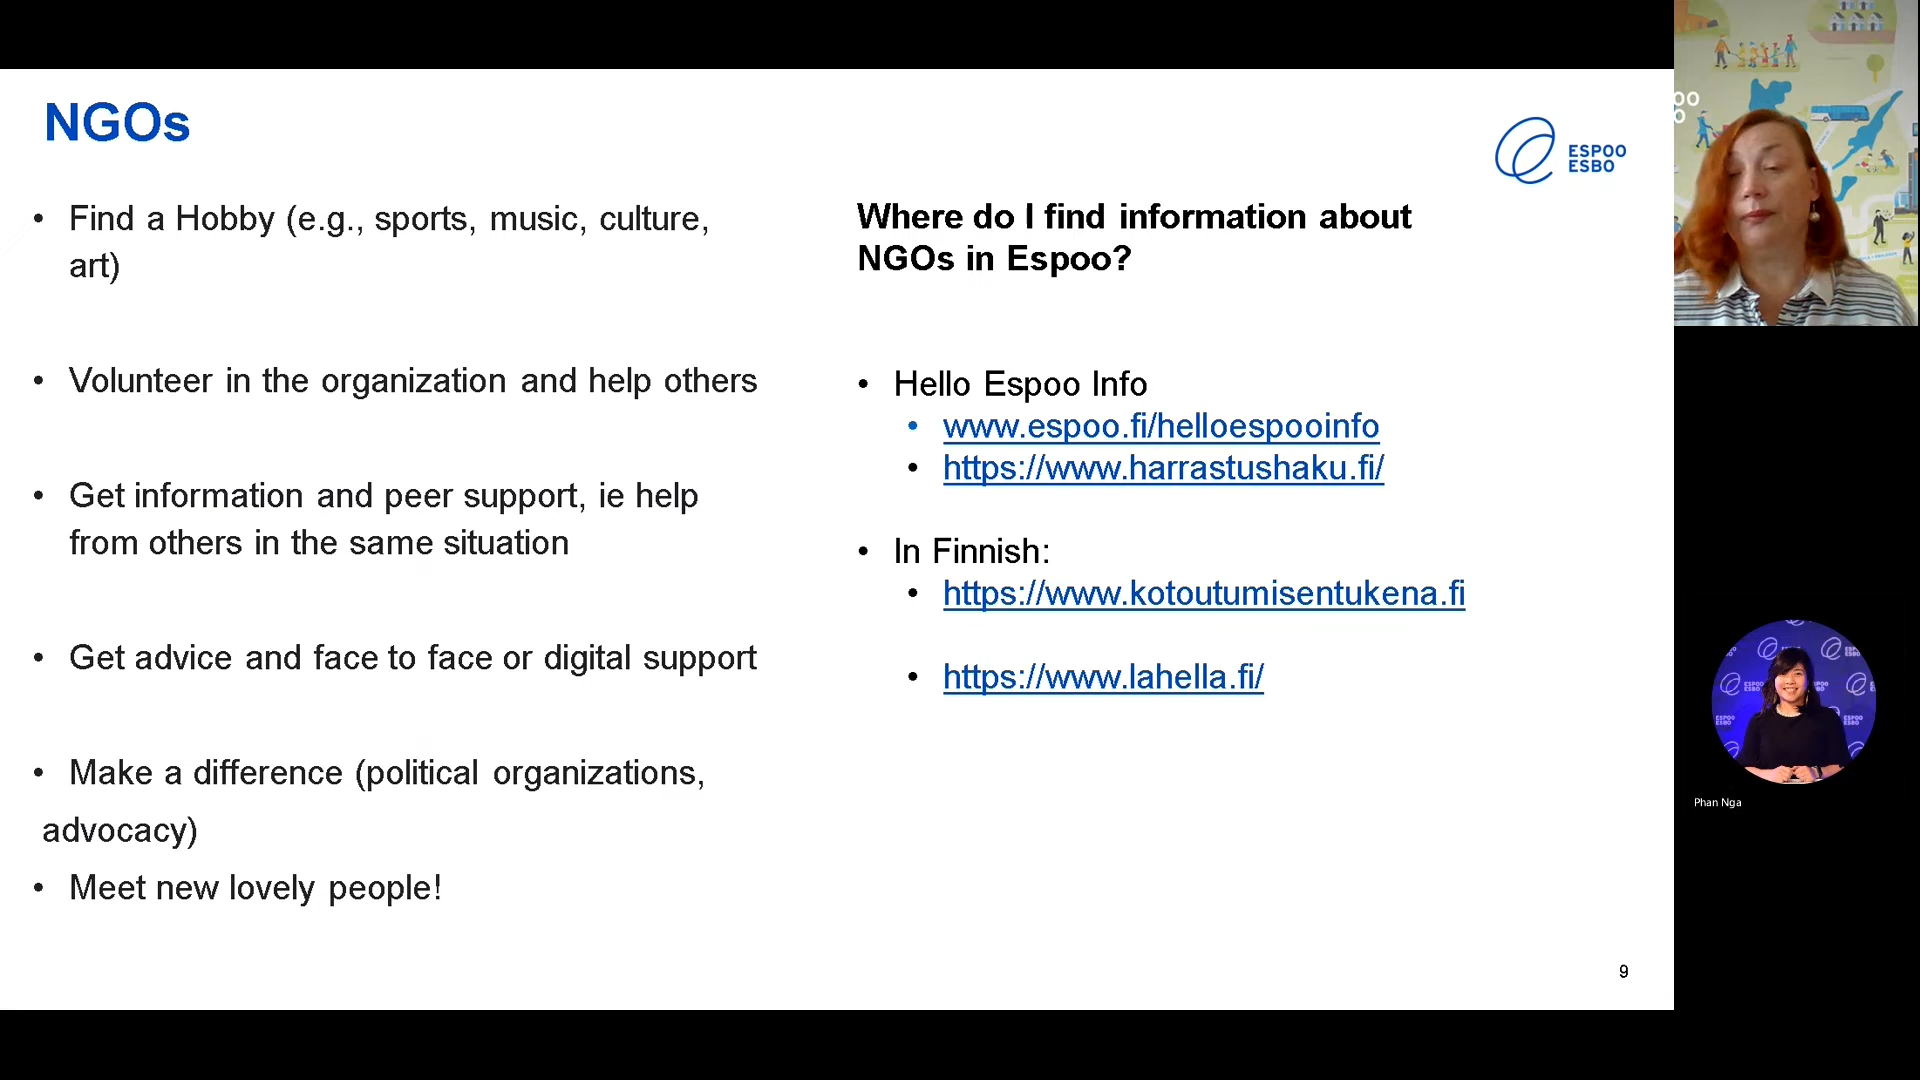 NGOs
ESPOO
ESBO
• Find a Hobby (e.g., sports, music, culture,
art)
• Volunteer in the organization and help others
• Get information and peer support, ie help
from others in the same situation
• Get advice and face to face or digital support
• Make a difference (political organizations,
advocacy)
• Meet new lovely people!
Where do I find information about
NGOs in Espoo?
• Hello Espoo Info
• www.espoo.fi/helloespooinfo
• https://www.harrastushaku.fi/
• In Finnish:
• https://www.kotoutumisentukena.fi
• https://www.lahella.fi/
9
OO
O
ESPOO
ESBO
Phan Nga